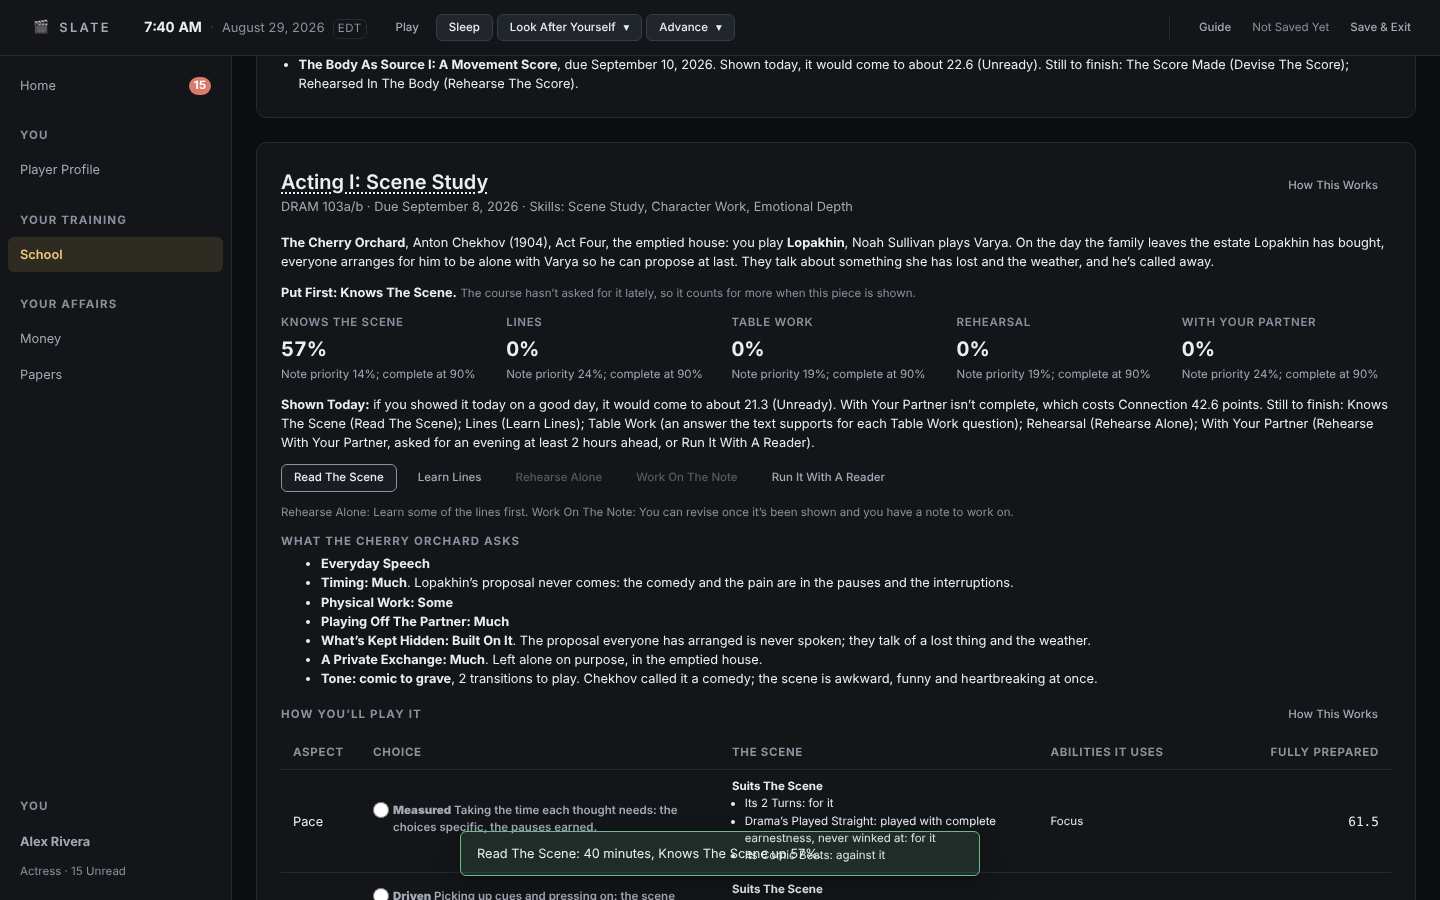 SLATE
7:40 AM · August 29, 2026 EDT
Play
Sleep
Look After Yourself ▾
Advance ▾
Guide
Not Saved Yet
Save & Exit
Home
15
YOU
Player Profile
YOUR TRAINING
School
YOUR AFFAIRS
Money
Papers
YOU
Alex Rivera
Actress · 15 Unread
• The Body As Source I: A Movement Score, due September 10, 2026. Shown today, it would come to about 22.6 (Unready). Still to finish: The Score Made (Devise The Score);
Rehearsed In The Body (Rehearse The Score).
Acting I: Scene Study
How This Works
DRAM 103a/b · Due September 8, 2026 · Skills: Scene Study, Character Work, Emotional Depth
The Cherry Orchard, Anton Chekhov (1904), Act Four, the emptied house: you play Lopakhin, Noah Sullivan plays Varya. On the day the family leaves the estate Lopakhin has bought,
everyone arranges for him to be alone with Varya so he can propose at last. They talk about something she has lost and the weather, and he's called away.
Put First: Knows The Scene. The course hasn't asked for it lately, so it counts for more when this piece is shown.
KNOWS THE SCENE
57%
Note priority 14%; complete at 90%
LINES
0%
Note priority 24%; complete at 90%
TABLE WORK
0%
Note priority 19%; complete at 90%
REHEARSAL
0%
Note priority 19%; complete at 90%
WITH YOUR PARTNER
0%
Note priority 24%; complete at 90%
Shown Today: if you showed it today on a good day, it would come to about 21.3 (Unready). With Your Partner isn't complete, which costs Connection 42.6 points. Still to finish: Knows
The Scene (Read The Scene); Lines (Learn Lines); Table Work (an answer the text supports for each Table Work question); Rehearsal (Rehearse Alone); With Your Partner (Rehearse
With Your Partner, asked for an evening at least 2 hours ahead, or Run It With A Reader).
Read The Scene
Learn Lines
Rehearse Alone
Work On The Note
Run It With A Reader
Rehearse Alone: Learn some of the lines first. Work On The Note: You can revise once it's been shown and you have a note to work on.
WHAT THE CHERRY ORCHARD ASKS
• Everyday Speech
• Timing: Much. Lopakhin's proposal never comes: the comedy and the pain are in the pauses and the interruptions.
• Physical Work: Some
• Playing Off The Partner: Much
• What's Kept Hidden: Built On It. The proposal everyone has arranged is never spoken; they talk of a lost thing and the weather.
• A Private Exchange: Much. Left alone on purpose, in the emptied house.
• Tone: comic to grave, 2 transitions to play. Chekhov called it a comedy; the scene is awkward, funny and heartbreaking at once.
HOW YOU'LL PLAY IT
How This Works
ASPECT
CHOICE
THE SCENE
ABILITIES IT USES
FULLY PREPARED
Pace
Measured Taking the time each thought needs: the
choices specific, the pauses earned.
Suits The Scene
• Its 2 Turns: for it
• Drama's Played Straight: played with complete
earnestness, never winked at: for it
against it
Focus
61.5
Read The Scene: 40 minutes, Knows The Scene up 57%.
Driven Picking up cues and pressing on: the scene
Suits The Scene